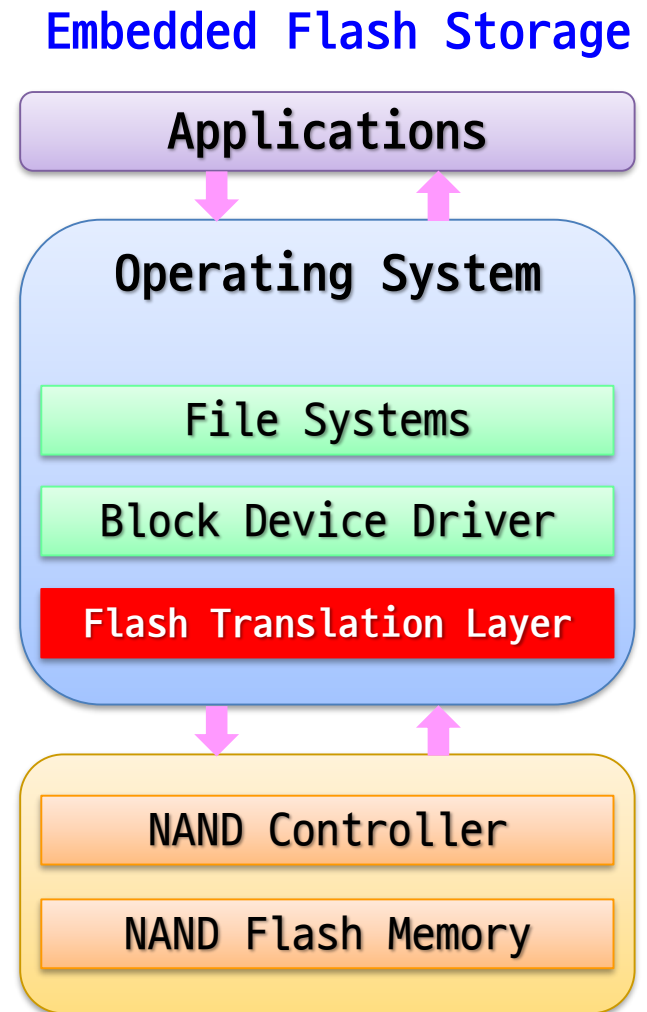 Embedded Flash Storage
Applications
Operating System
File Systems
Block Device Driver
Flash Translation Layer
NAND Controller
NAND Flash Memory